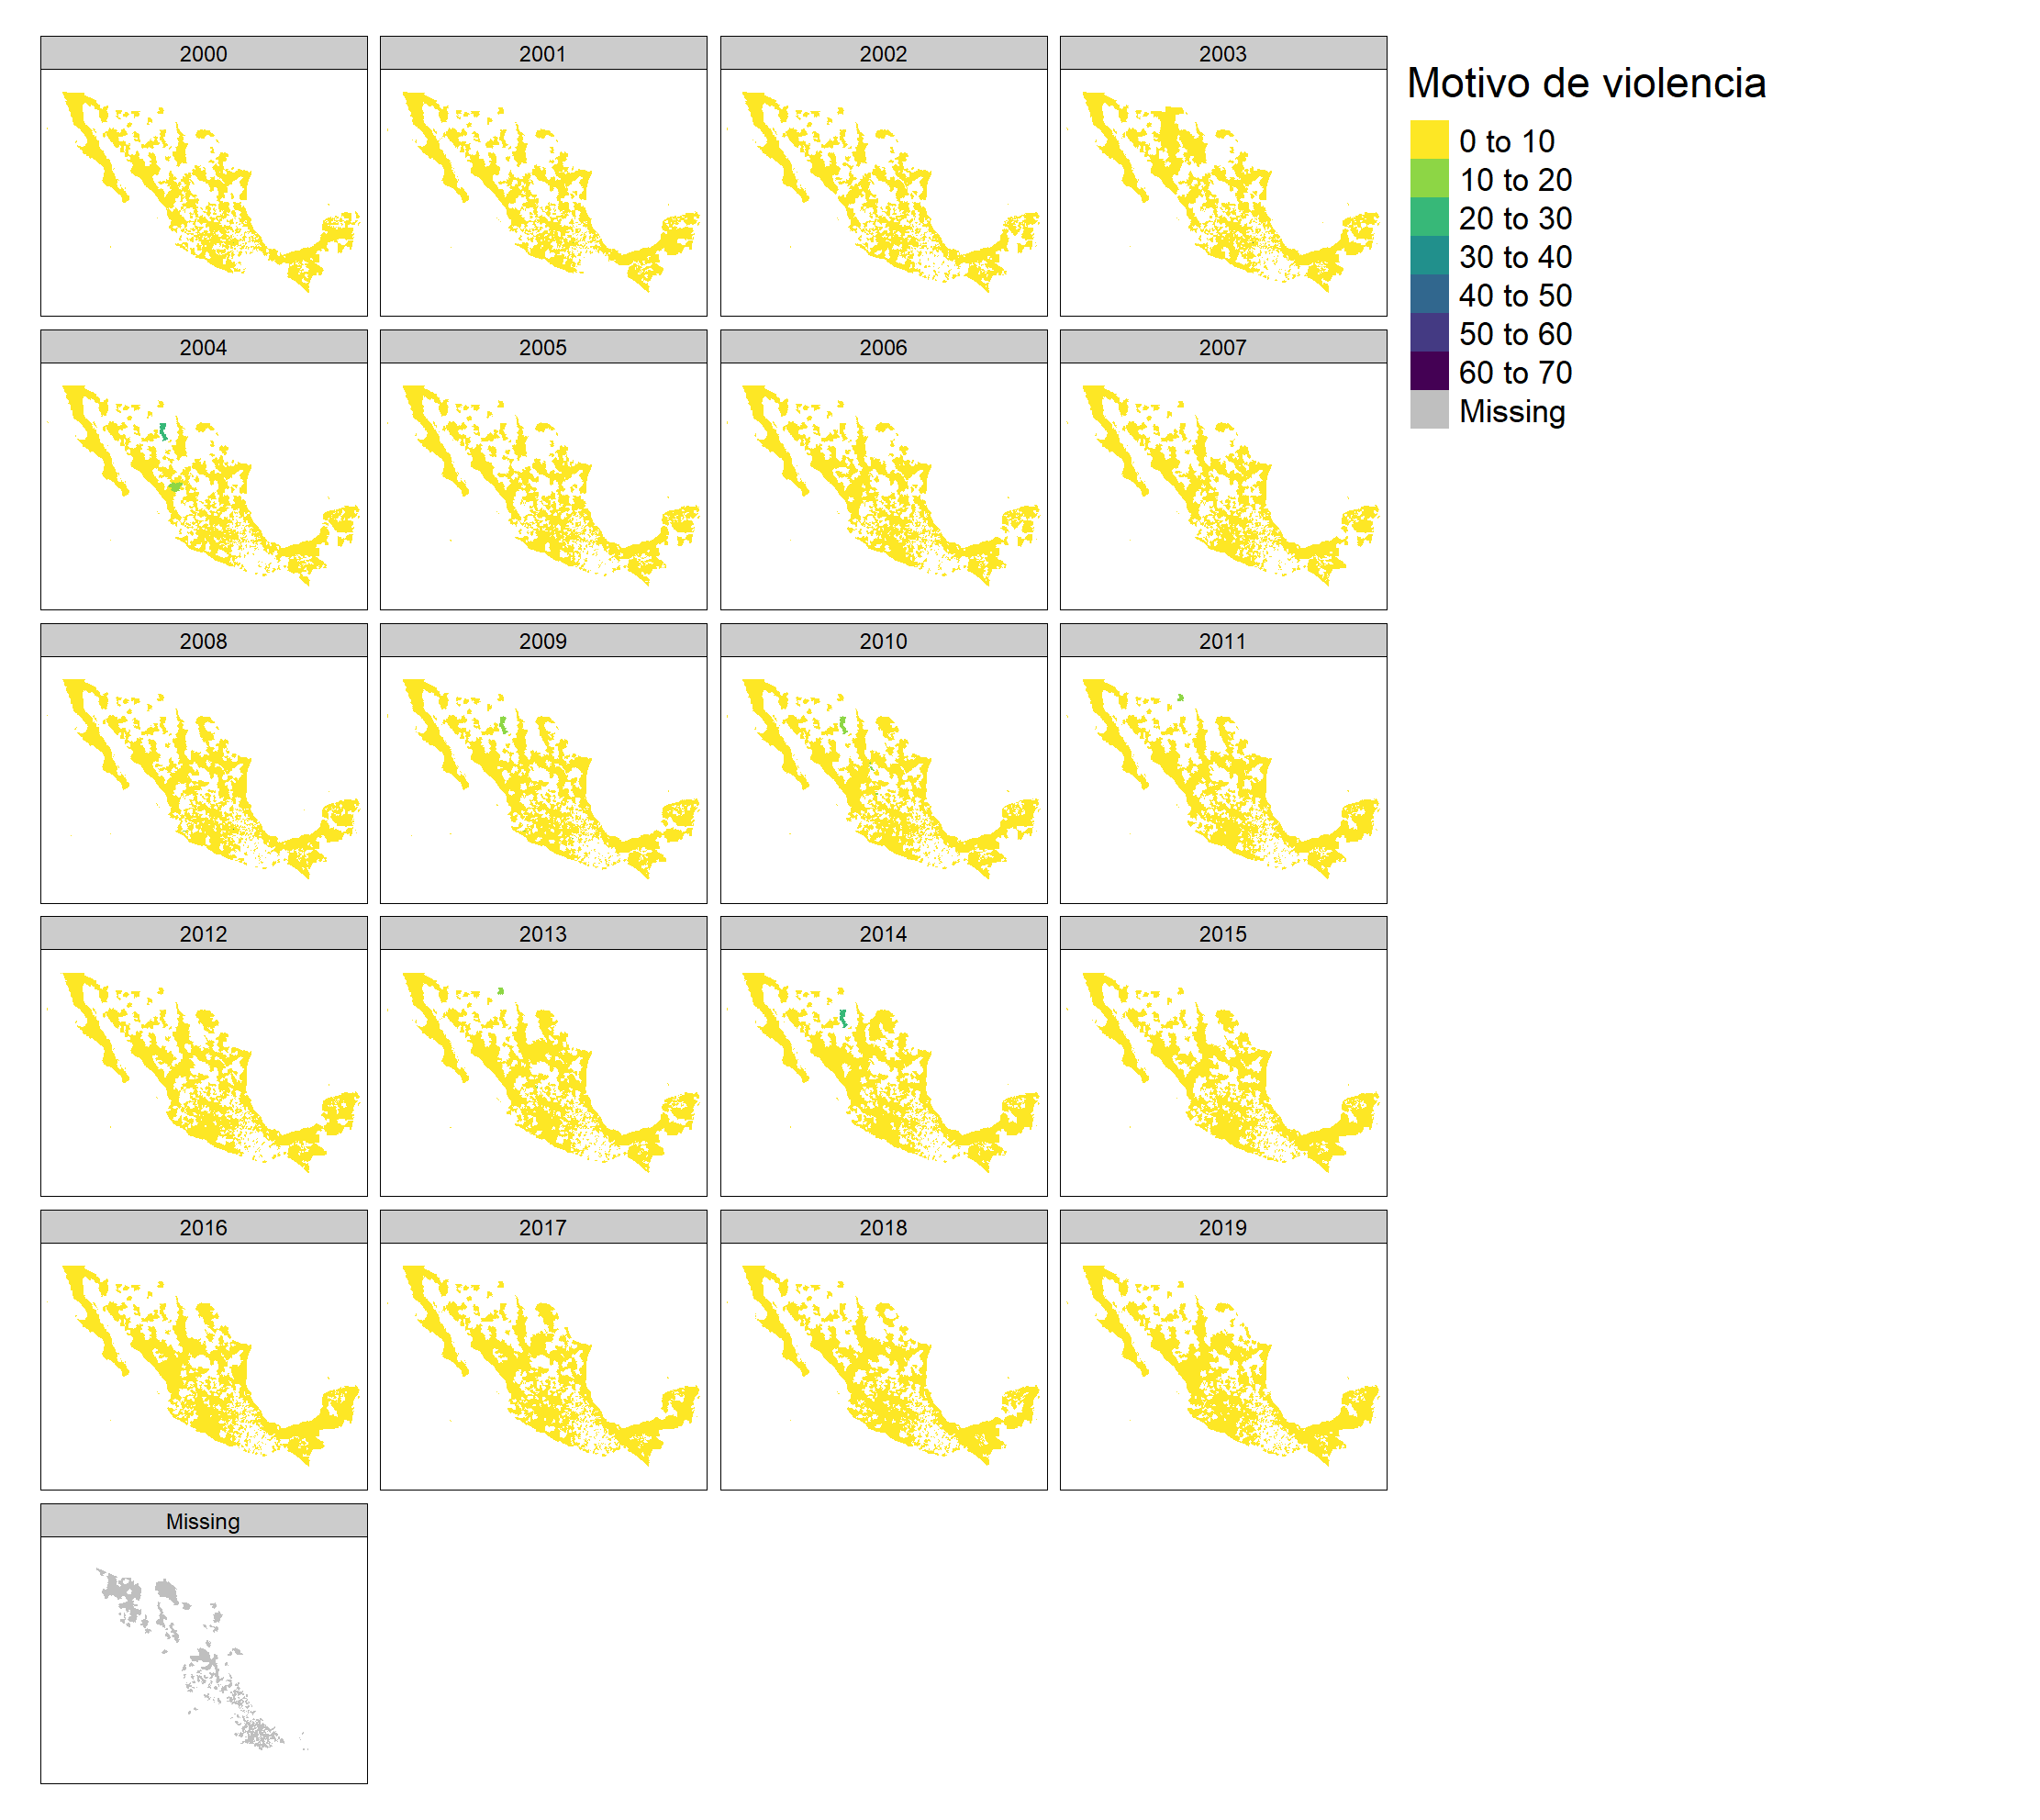 2000
2001
2002
2003
Motivo de violencia
0 to 10
10 to 20
20 to 30
30 to 40
40 to 50
50 to 60
60 to 70
Missing
2004
2005
2006
2007
2008
2009
2010
2011
2012
2013
2014
2015
2016
2017
2018
2019
Missing